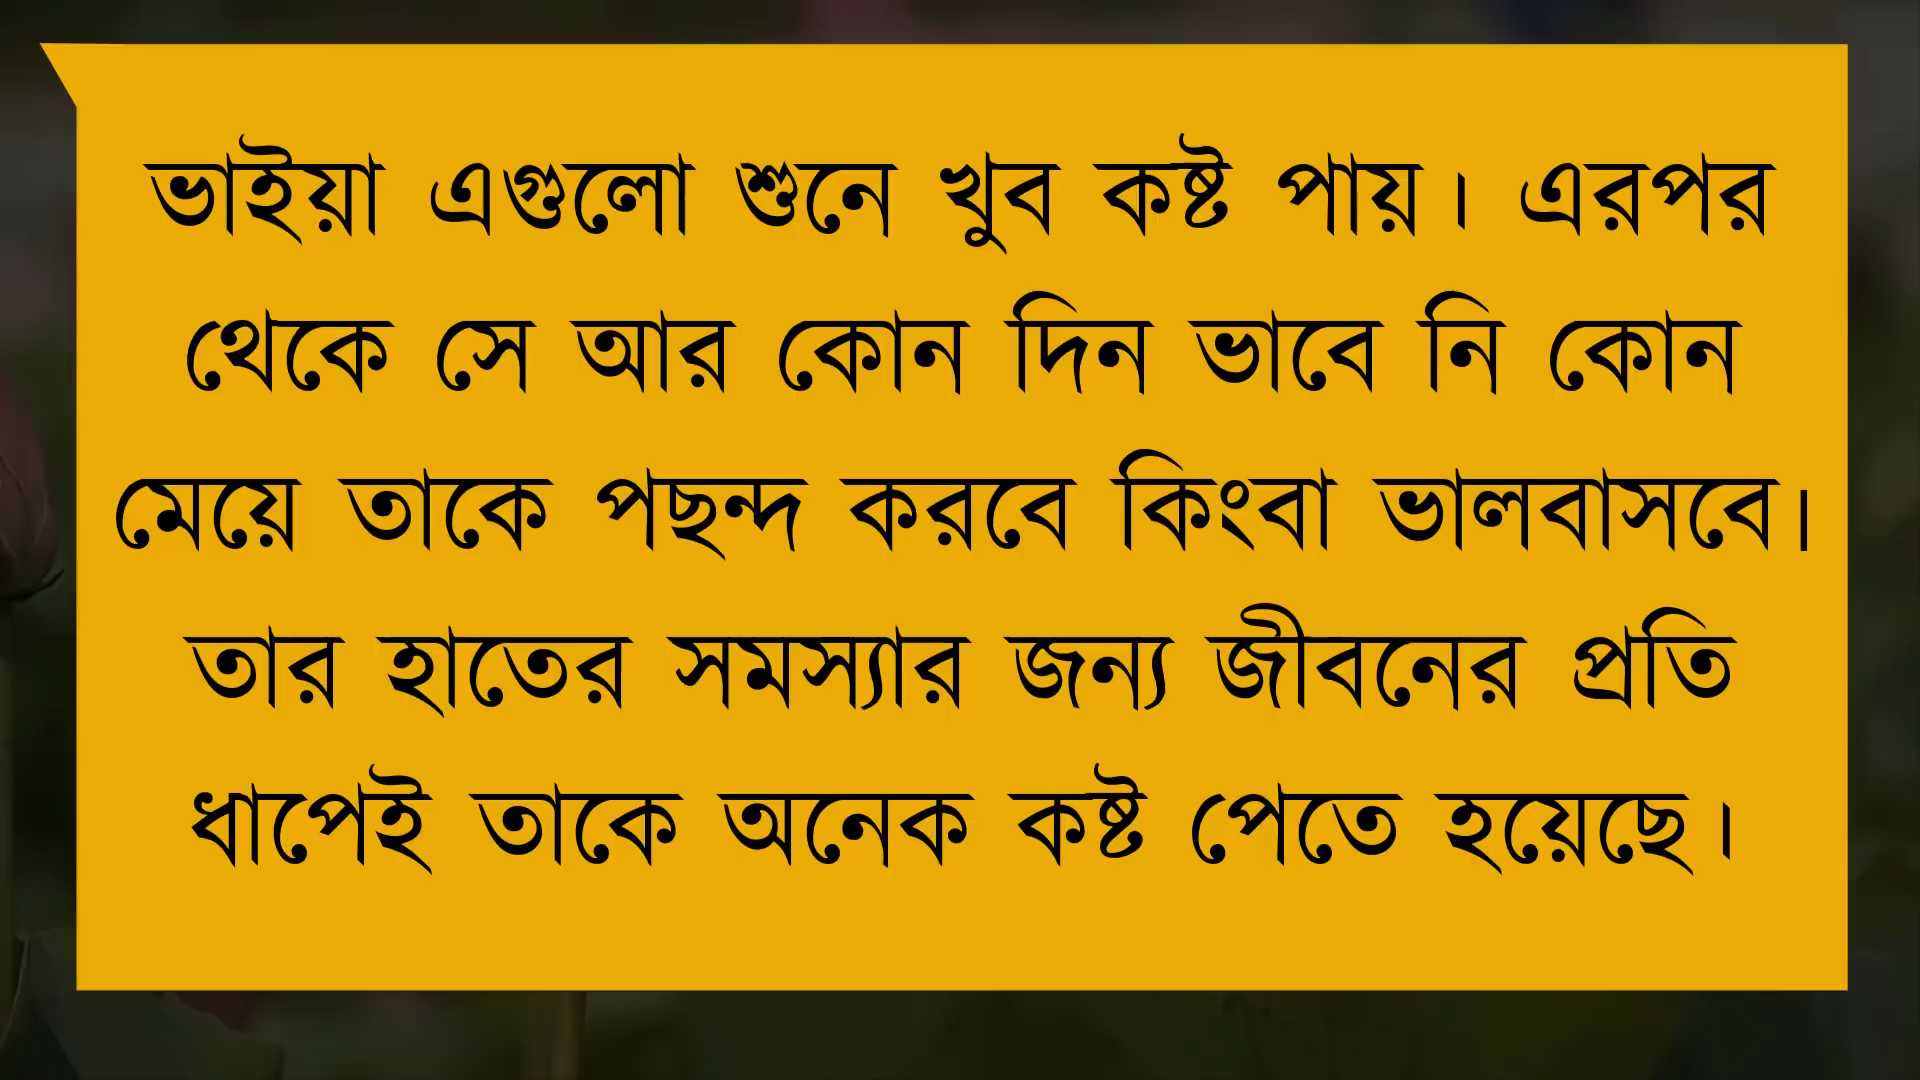 ভাইয়া এগুলো শুনে খুব কষ্ট পায়। এরপর
থেকে সে আর কোন দিন ভাবে নি কোন
মেয়ে তাকে পছন্দ করবে কিংবা ভালবাসবে।
তার হাতের সমস্যার জন্য জীবনের প্রতি
ধাপেই তাকে অনেক কষ্ট পেতে হয়েছে।